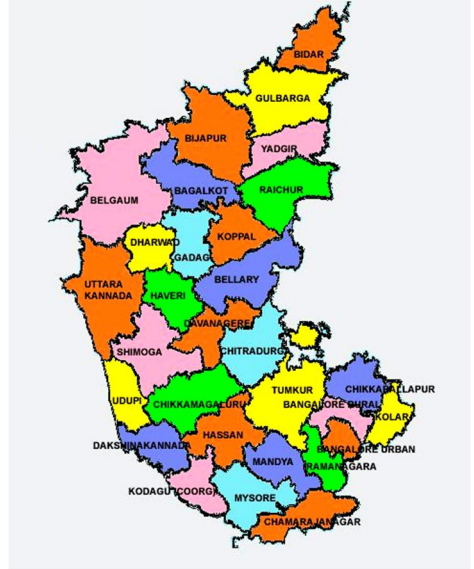 BIDAR
GULBARGA
BIJAPUR
YADGIR
BAGALKOT
RAICHUR
BELGAUM
KOPPAL
DHARWAD
GADAG
BELLARY
UTTARA
KANNADA
HAVERI
DAVANAGERE
CHITRADURGA
SHIMOGA
CHIKKABALLAPUR
TUMKUR
UDUPI
CHIKKAMAGALURU
BANGALORE RURAL
KOLAR
HASSAN
DAKSHINAKANNADA
BANGALORE URBAN
MANDYA
RAMANAGARA
KODAGU (COORG)
MYSORE
CHAMARAJANAGAR